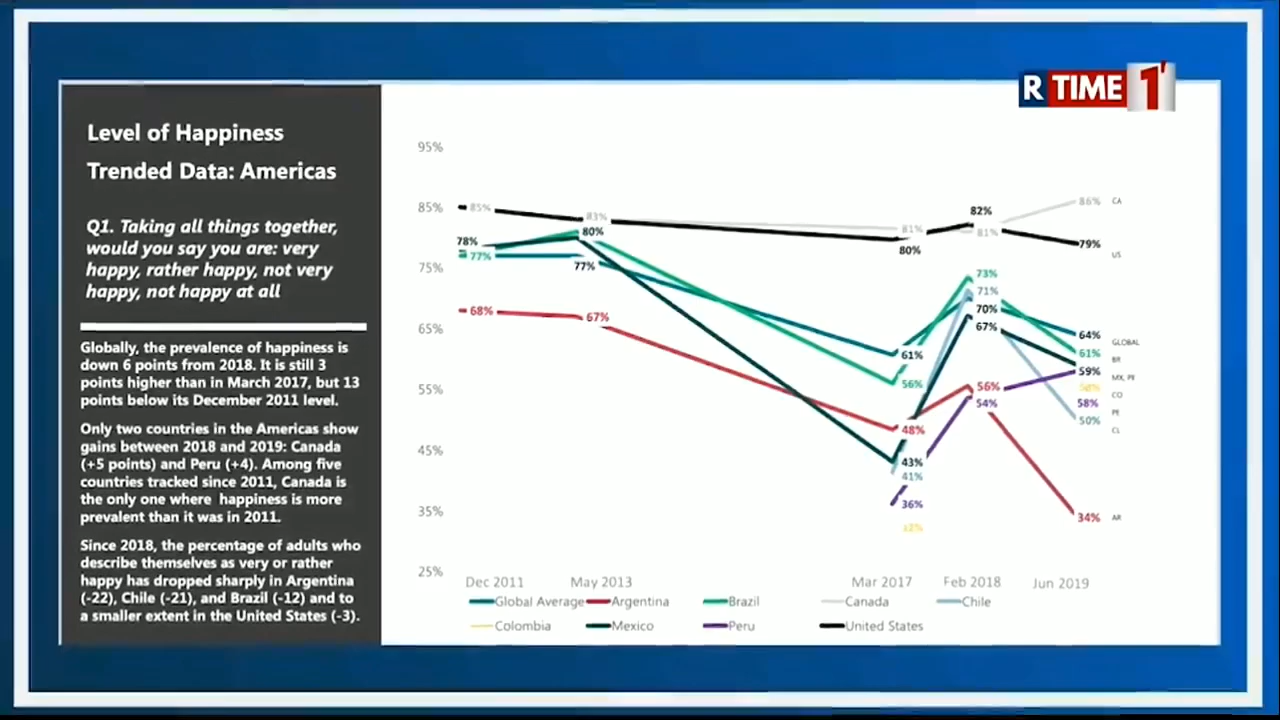 R TIME 1'
Level of Happiness
Trended Data: Americas
Q1. Taking all things together,
would you say you are: very
happy, rather happy, not very
happy, not happy at all
Globally, the prevalence of happiness is
down 6 points from 2018. It is still 3
points higher than in March 2017, but 13
points below its December 2011 level.
Only two countries in the Americas show
gains between 2018 and 2019: Canada
(+5 points) and Peru (+4). Among five
countries tracked since 2011, Canada is
the only one where happiness is more
prevalent than it was in 2011.
Since 2018, the percentage of adults who
describe themselves as very or rather
happy has dropped sharply in Argentina
(-22), Chile (-21), and Brazil (-12) and to
a smaller extent in the United States (-3).
95%
85%
75%
65%
55%
45%
35%
25%
85%
78%
77%
68%
83%
80%
77%
67%
81%
80%
61%
56%
48%
43%
41%
36%
82%
81%
73%
71%
70%
67%
56%
54%
86% CA
79%
US
64%
GLOBAL
61%
BR
59%
MX, PE
CO
58%
PE
50%
CL
34% AR
Dec 2011 May 2013 Mar 2017 Feb 2018 Jun 2019
Global Average Argentina Brazil Canada Chile
Colombia Mexico Peru United States